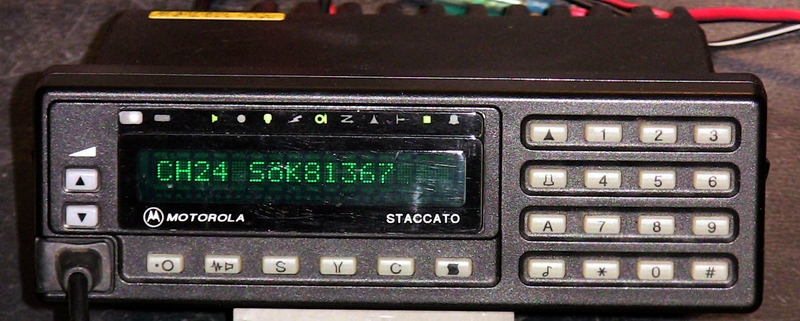 CH24 SÖK81367
MOTOROLA STACCATO
S Y C
1 2 3
4 5 6
A 7 8 9
* 0 #